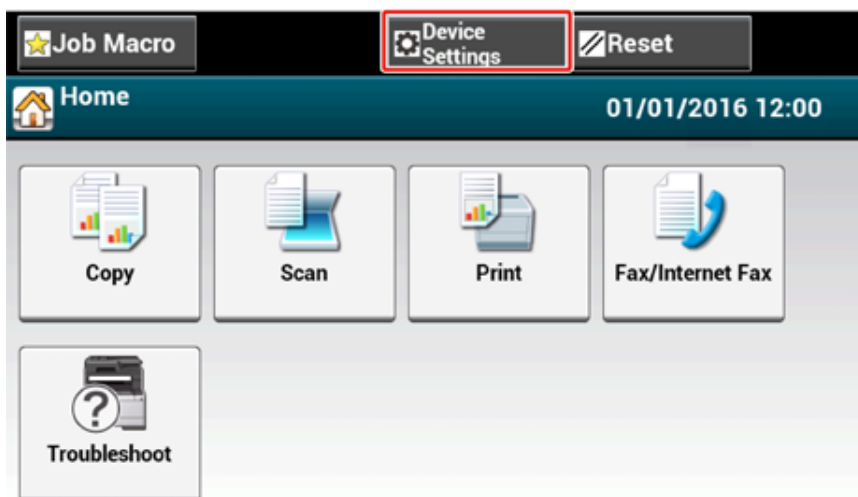 Job Macro
Device
Settings
Reset
Home
01/01/2016 12:00
Copy
Scan
Print
Fax/Internet Fax
?
Troubleshoot